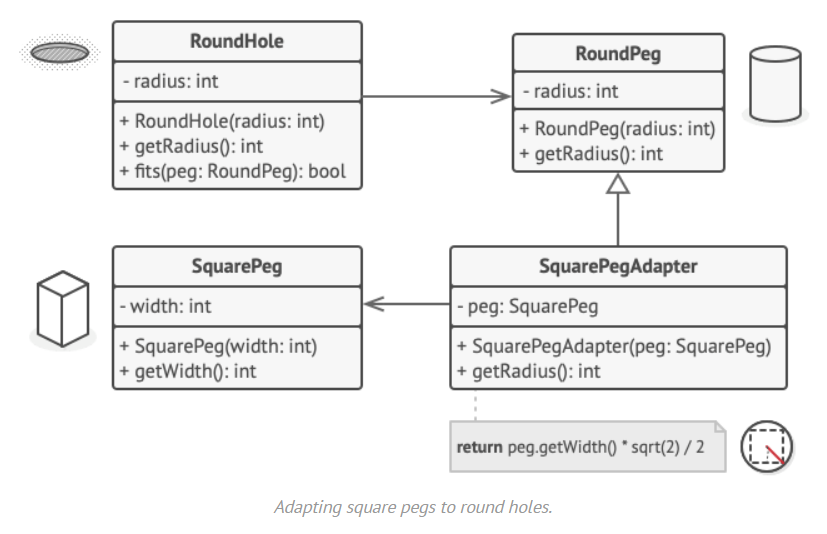 RoundHole
- radius: int
+ RoundHole(radius: int)
+ getRadius(): int
+ fits(peg: RoundPeg): bool
RoundPeg
- radius: int
+ RoundPeg(radius: int)
+ getRadius(): int
SquarePeg
- width: int
+ SquarePeg(width: int)
+ getWidth(): int
SquarePegAdapter
- peg: SquarePeg
+ SquarePegAdapter(peg: SquarePeg)
+ getRadius(): int
return peg.getWidth() * sqrt(2) / 2
Adapting square pegs to round holes.